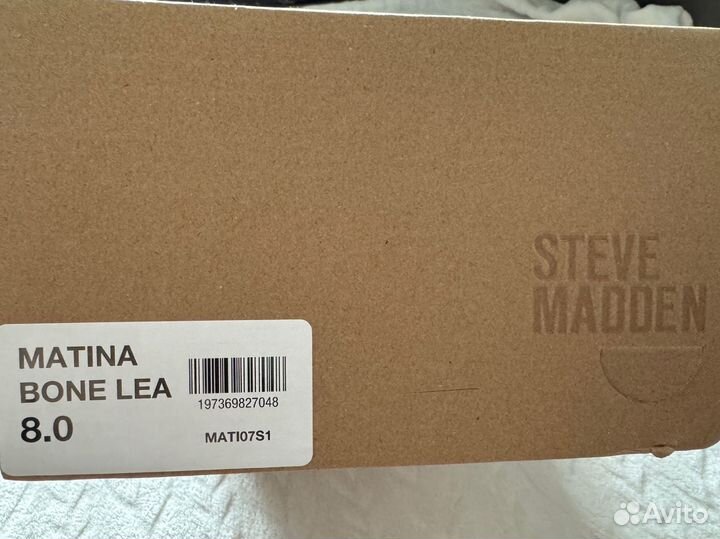 STEVE
MADDEN
MATINA
BONE LEA
8.0
197369827048
MATI07S1
Avito